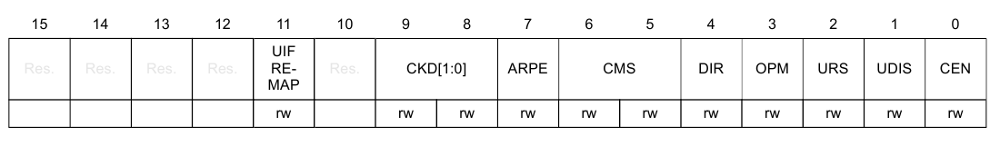 15 14 13 12 11 10 9 8 7 6 5 4 3 2 1 0
Res. Res. Res. Res. UIF RE- MAP Res. CKD[1:0] ARPE CMS DIR OPM URS UDIS CEN
rw rw rw rw rw rw rw rw rw rw rw